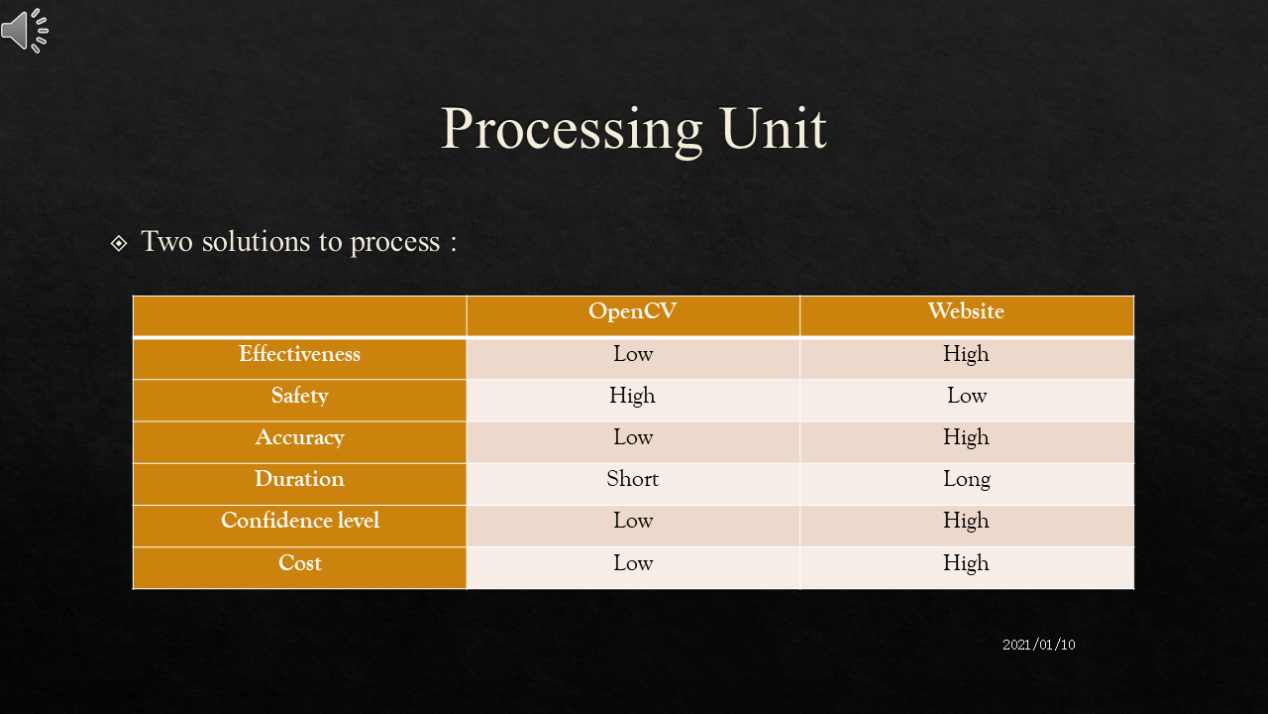 Processing Unit
Two solutions to process :
OpenCV Website
Effectiveness Low High
Safety High Low
Accuracy Low High
Duration Short Long
Confidence level Low High
Cost Low High
2021/01/10